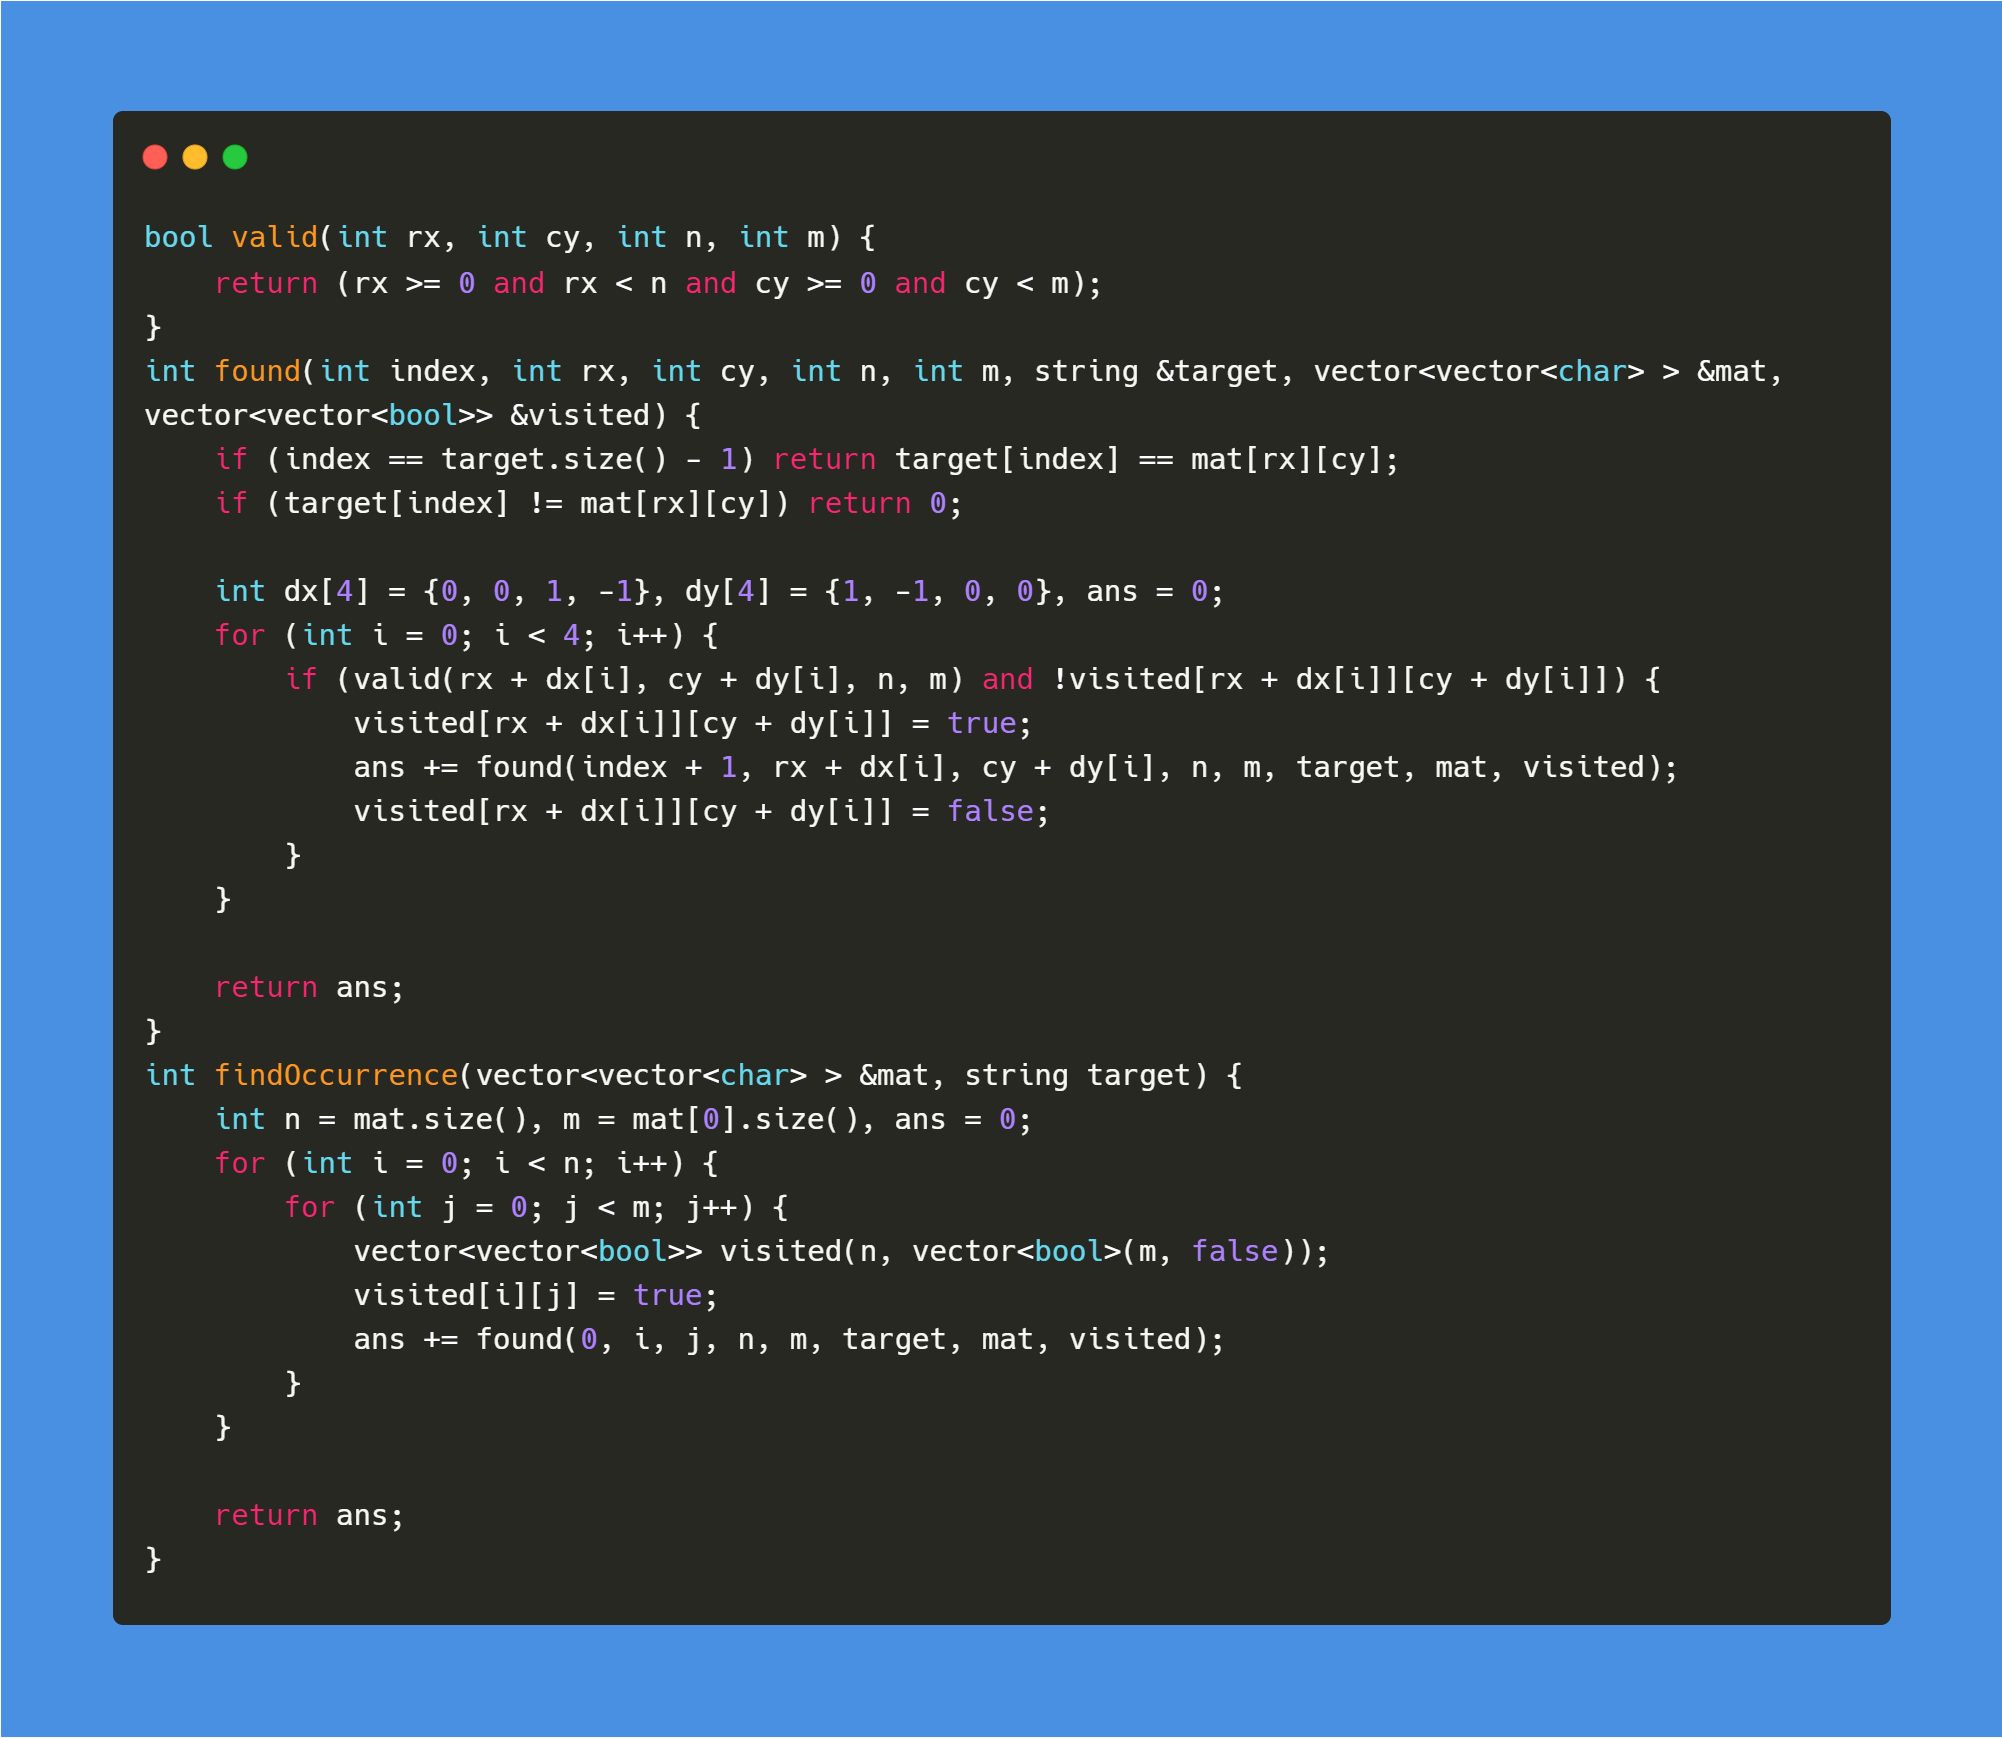 bool valid(int rx, int cy, int n, int m) {
    return (rx >= 0 and rx < n and cy >= 0 and cy < m);
}
int found(int index, int rx, int cy, int n, int m, string &target, vector<vector<char> > &mat,
vector<vector<bool>> &visited) {
    if (index == target.size() - 1) return target[index] == mat[rx][cy];
    if (target[index] != mat[rx][cy]) return 0;

    int dx[4] = {0, 0, 1, -1}, dy[4] = {1, -1, 0, 0}, ans = 0;
    for (int i = 0; i < 4; i++) {
        if (valid(rx + dx[i], cy + dy[i], n, m) and !visited[rx + dx[i]][cy + dy[i]]) {
            visited[rx + dx[i]][cy + dy[i]] = true;
            ans += found(index + 1, rx + dx[i], cy + dy[i], n, m, target, mat, visited);
            visited[rx + dx[i]][cy + dy[i]] = false;
        }
    }

    return ans;
}
int findOccurrence(vector<vector<char> > &mat, string target) {
    int n = mat.size(), m = mat[0].size(), ans = 0;
    for (int i = 0; i < n; i++) {
        for (int j = 0; j < m; j++) {
            vector<vector<bool>> visited(n, vector<bool>(m, false));
            visited[i][j] = true;
            ans += found(0, i, j, n, m, target, mat, visited);
        }
    }

    return ans;
}